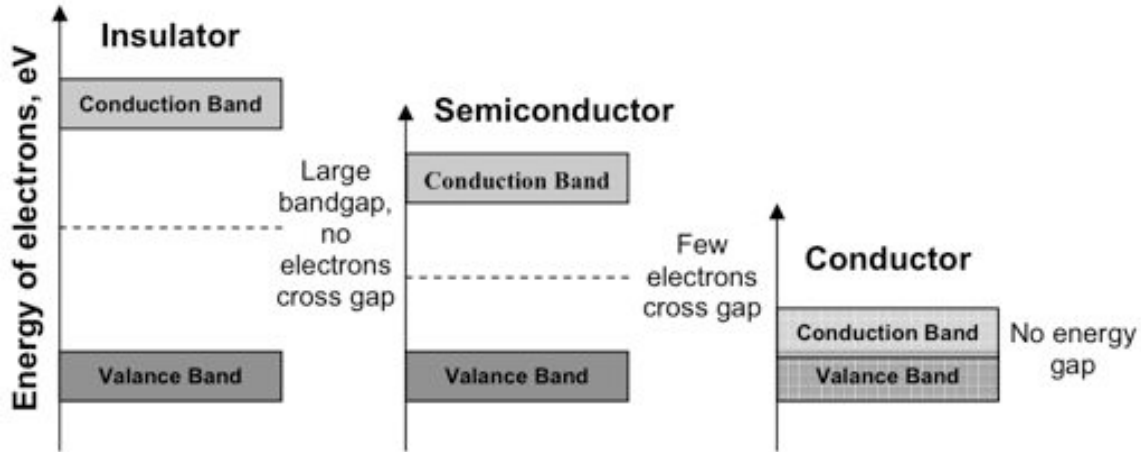 Energy of electrons, eV
Insulator
Conduction Band
Valance Band
Large
bandgap,
no
electrons
cross gap
Semiconductor
Conduction Band
Valance Band
Few
electrons
cross gap
Conductor
Conduction Band
Valance Band
No energy
gap